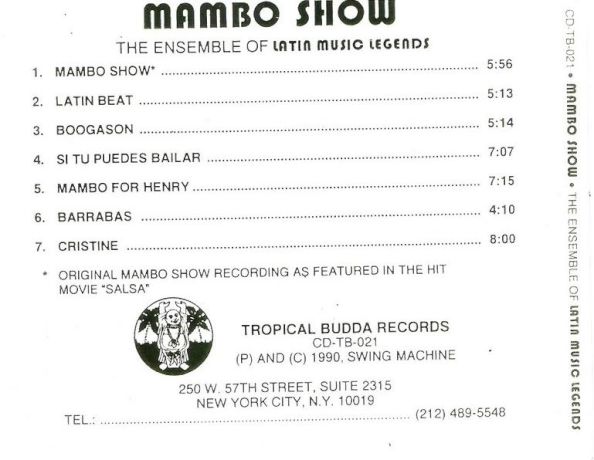 MAMBO SHOW
THE ENSEMBLE OF LATIN MUSIC LEGENDS
1. MAMBO SHOW* ........ 5:56
2. LATIN BEAT ........ 5:13
3. BOOGASON ........ 5:14
4. SI TU PUEDES BAILAR ........ 7:07
5. MAMBO FOR HENRY ........ 7:15
6. BARRABAS ........ 4:10
7. CRISTINE ........ 8:00
* ORIGINAL MAMBO SHOW RECORDING AS FEATURED IN THE HIT
MOVIE "SALSA"
TROPICAL BUDDA RECORDS
CD-TB-021
(P) AND (C) 1990, SWING MACHINE
250 W. 57TH STREET, SUITE 2315
NEW YORK CITY, N.Y. 10019
TEL.: ........ (212) 489-5548
CD-TB-021 • MAMBO SHOW • THE ENSEMBLE OF LATIN MUSIC LEGENDS